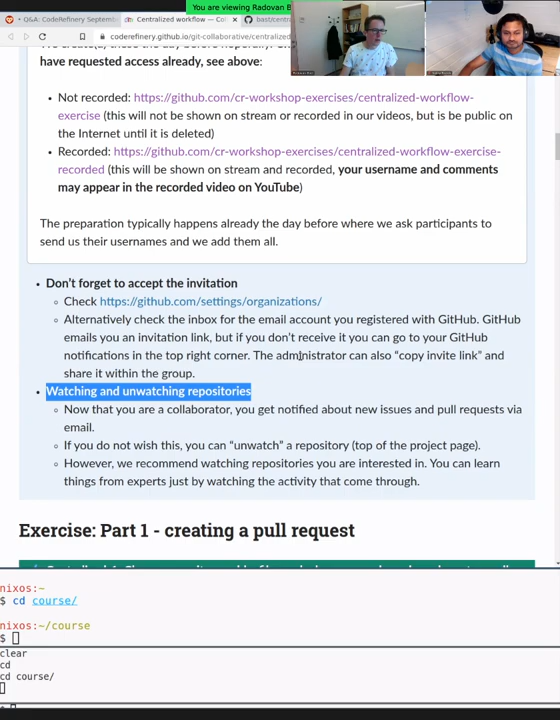 You are viewing Radovan B
Q&A: CodeRefinery Septemb
Centralized workflow — Co
bast/centra
coderefinery.github.io/git-collaborative/centralized
have requested access already, see above:
• Not recorded: https://github.com/cr-workshop-exercises/centralized-workflow-
exercise (this will not be shown on stream or recorded in our videos, but is be public on
the Internet until it is deleted)
• Recorded: https://github.com/cr-workshop-exercises/centralized-workflow-exercise-
recorded (this will be shown on stream and recorded, your username and comments
may appear in the recorded video on YouTube)
The preparation typically happens already the day before where we ask participants to
send us their usernames and we add them all.
• Don't forget to accept the invitation
◦ Check https://github.com/settings/organizations/
◦ Alternatively check the inbox for the email account you registered with GitHub. GitHub
emails you an invitation link, but if you don't receive it you can go to your GitHub
notifications in the top right corner. The administrator can also “copy invite link” and
share it within the group.
• Watching and unwatching repositories
◦ Now that you are a collaborator, you get notified about new issues and pull requests via
email.
◦ If you do not wish this, you can “unwatch” a repository (top of the project page).
◦ However, we recommend watching repositories you are interested in. You can learn
things from experts just by watching the activity that come through.
Exercise: Part 1 - creating a pull request
nixos:~
$ cd course/
nixos:~/course
$
clear
cd
cd course/